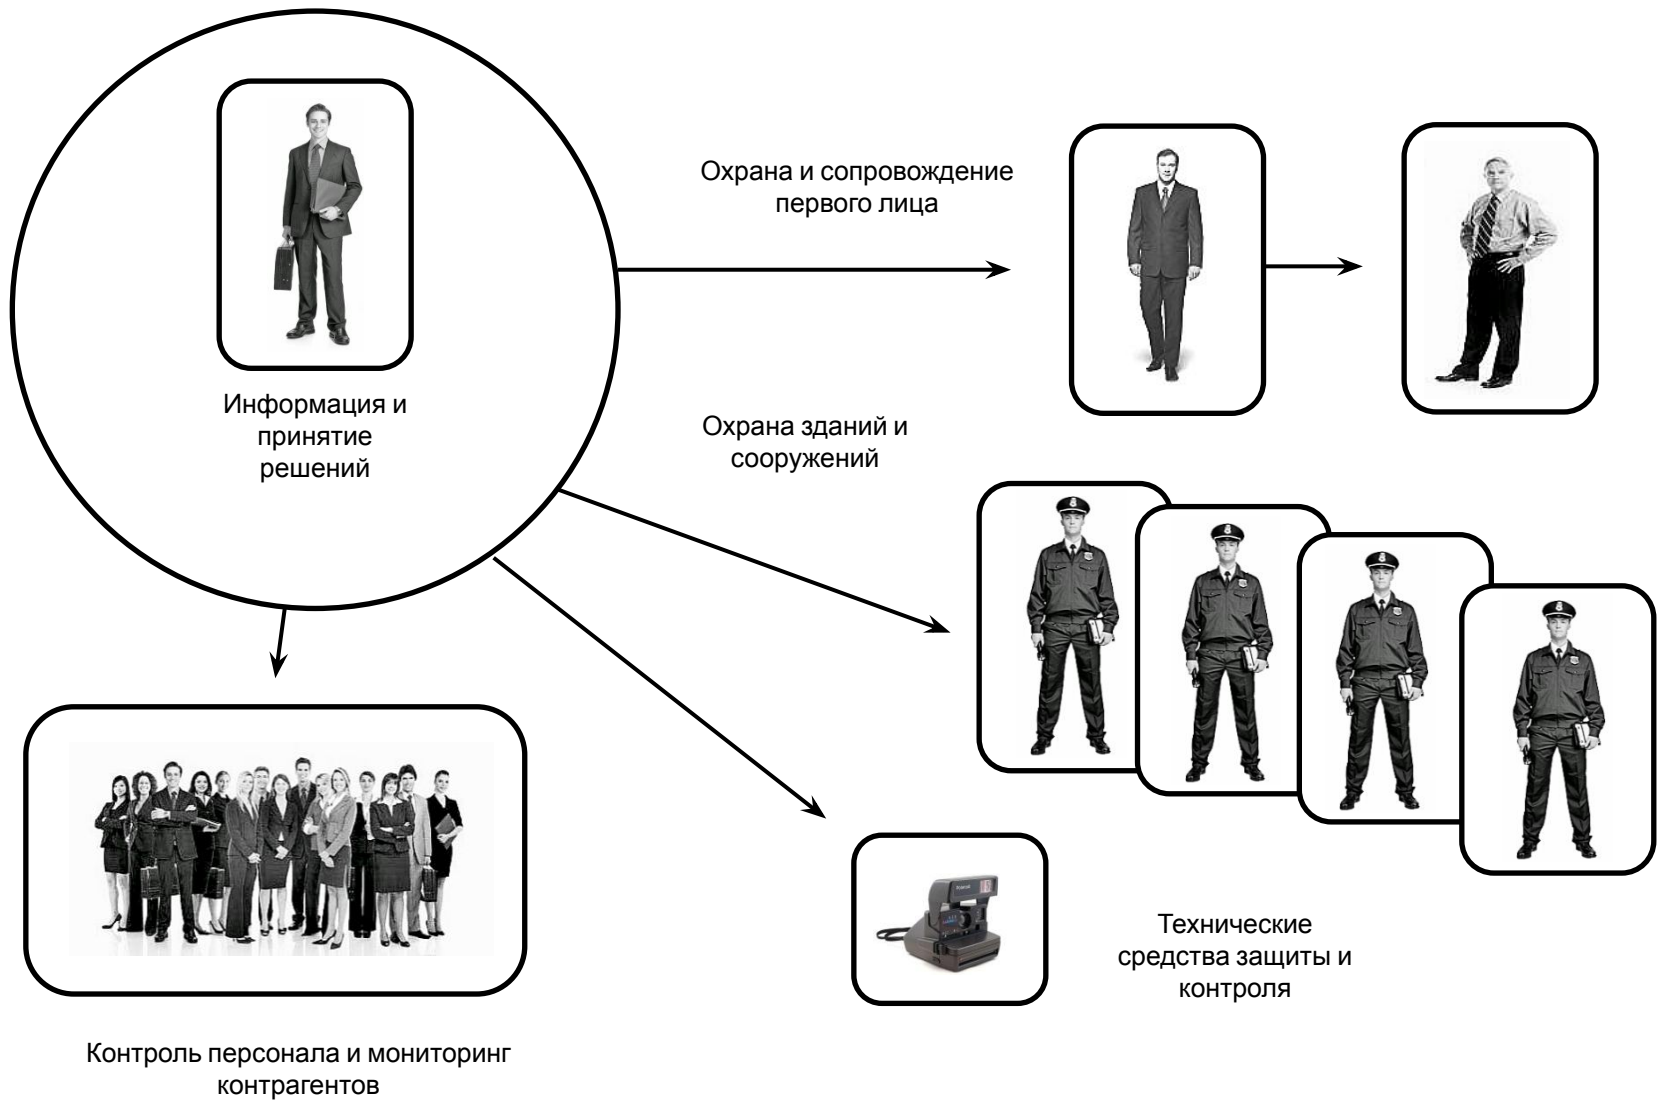 Охрана и сопровождение
первого лица
Информация и
принятие
решений
Охрана зданий и
сооружений
Технические
средства защиты и
контроля
Контроль персонала и мониторинг
контрагентов